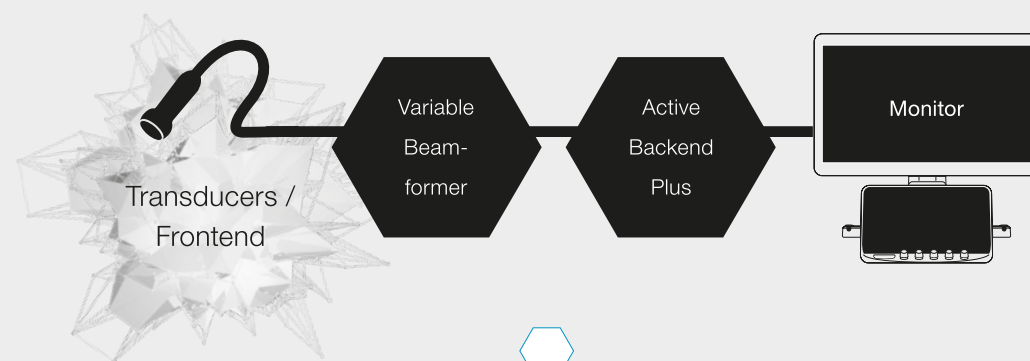 Transducers /
Frontend
Variable
Beam-
former
Active
Backend
Plus
Monitor